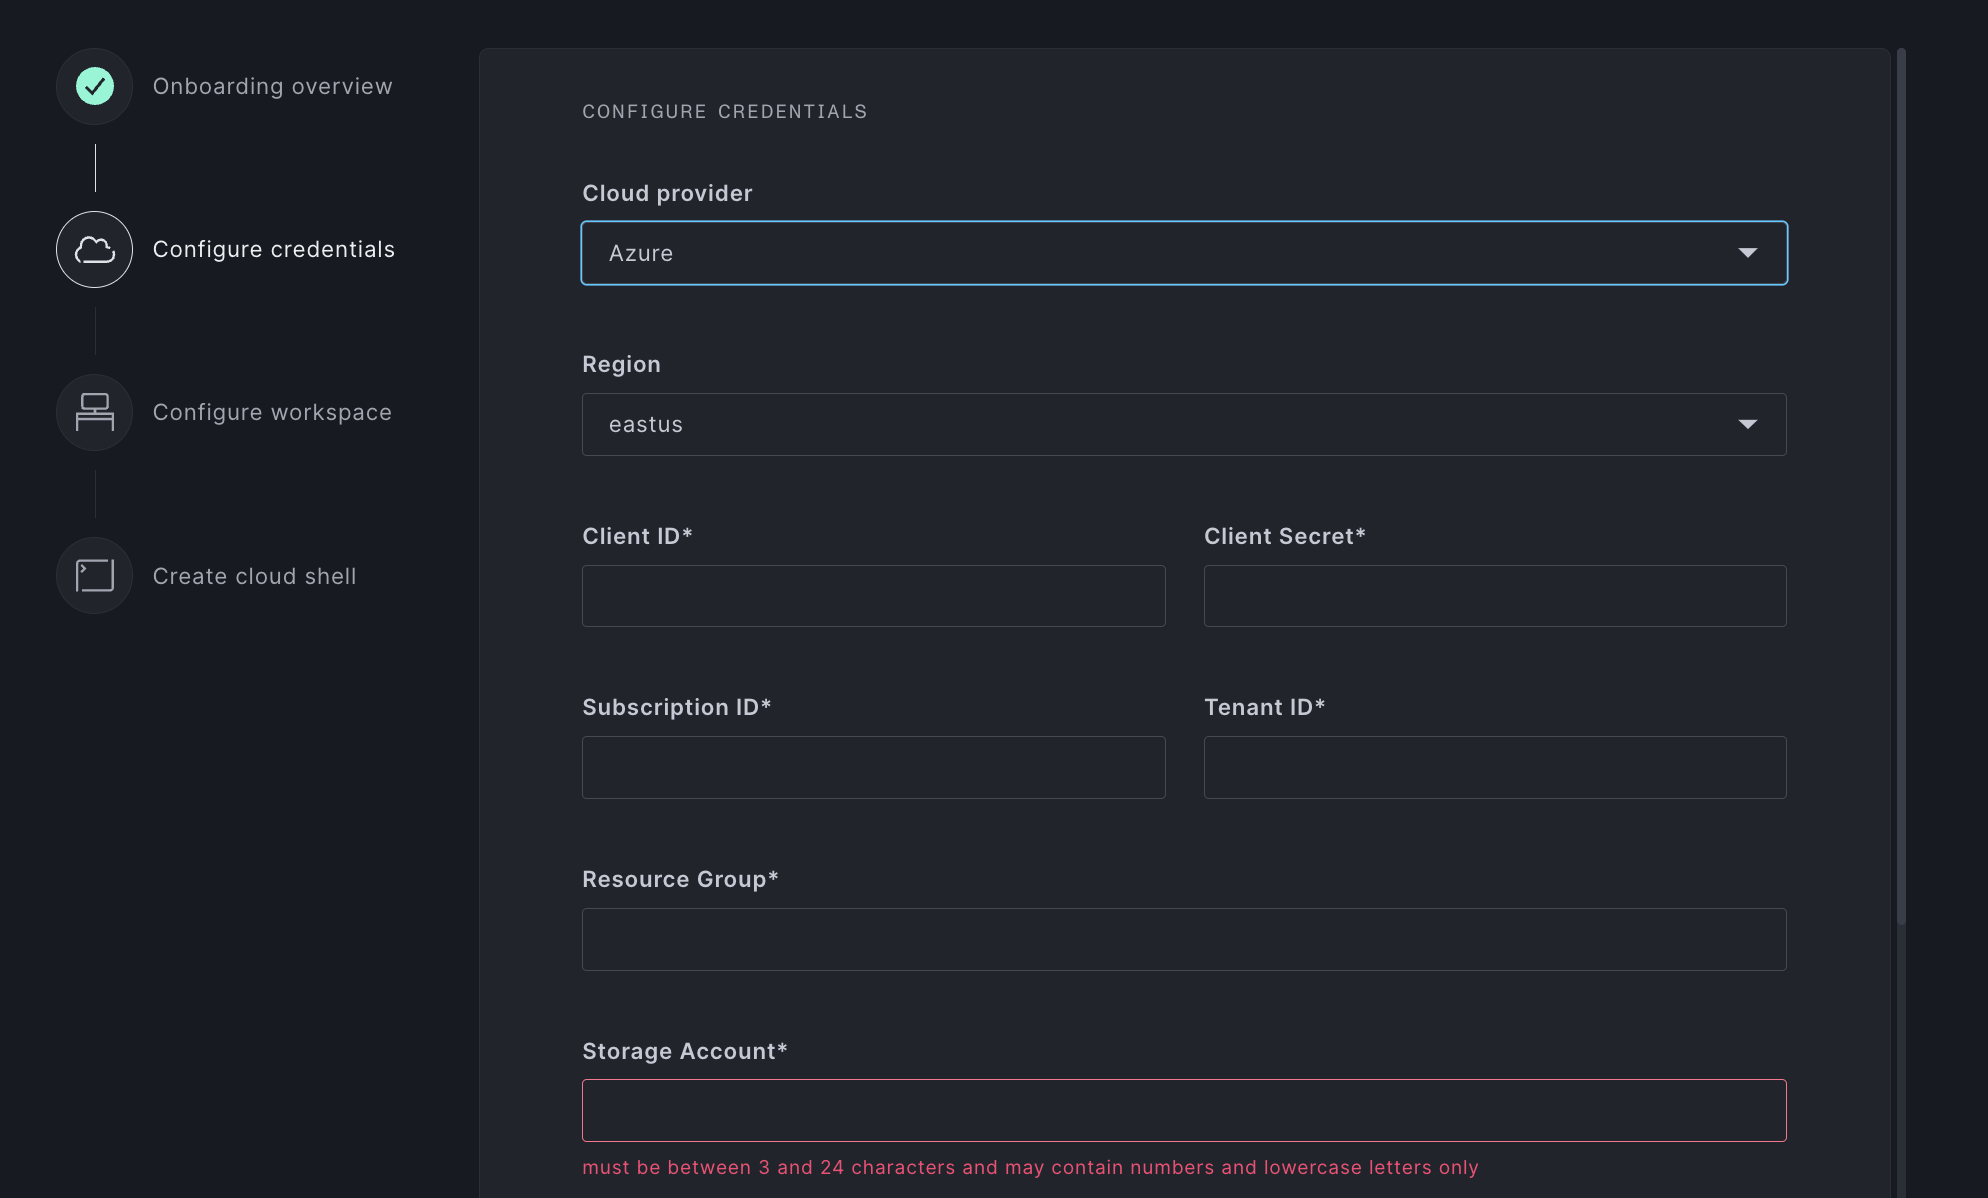 Onboarding overview
Configure credentials
Configure workspace
Create cloud shell
CONFIGURE CREDENTIALS
Cloud provider
Azure
Region
eastus
Client ID*
Client Secret*
Subscription ID*
Tenant ID*
Resource Group*
Storage Account*
must be between 3 and 24 characters and may contain numbers and lowercase letters only